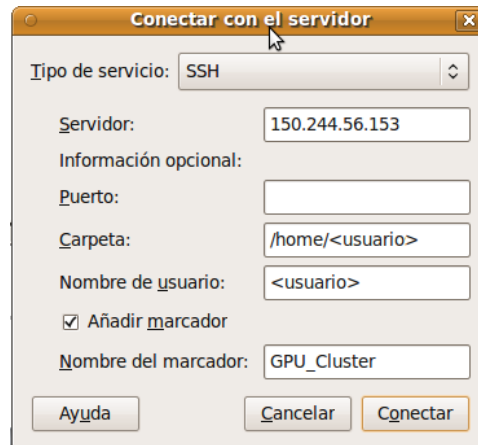 Conectar con el servidor
Tipo de servicio: SSH
Servidor: 150.244.56.153
Información opcional:
Puerto:
Carpeta: /home/<usuario>
Nombre de usuario: <usuario>
Añadir marcador
Nombre del marcador: GPU_Cluster
Ayuda Cancelar Conectar